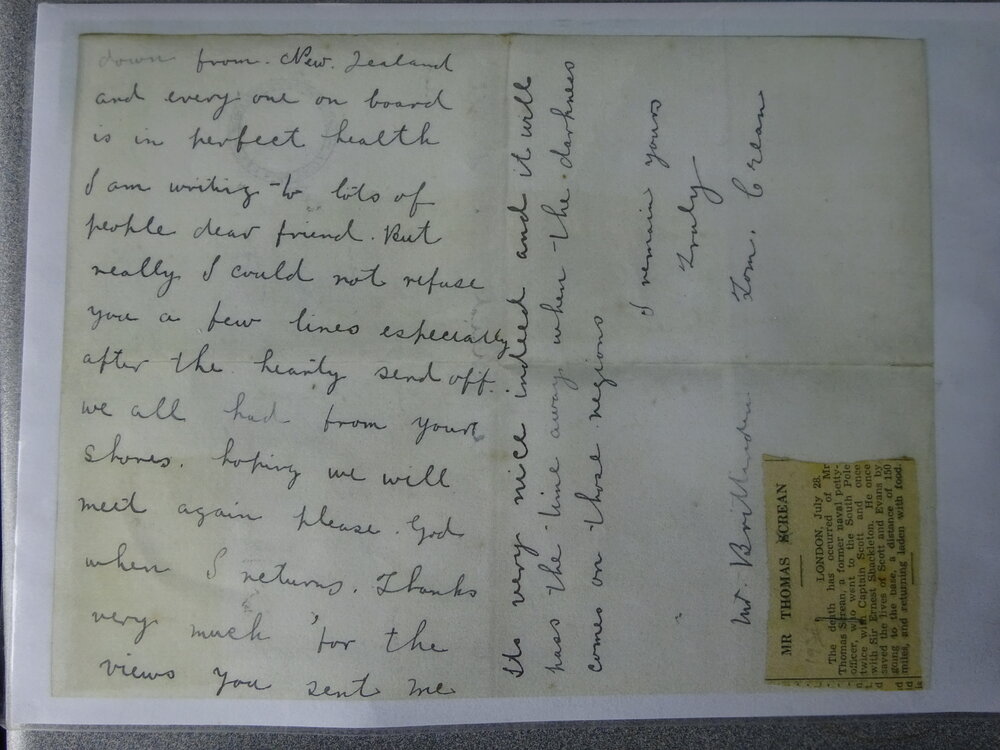 down from. New. Zealand
and every one on board
is in perfect health
I am writing to lots of
people dear friend. But
really I could not refuse
you a few lines especially
after the hearty send off.
we all had from your
shores. hoping we will
meet again please. God
when I returns. Thanks
very much for the
views you sent me
Its very nice indeed and it will
pass the time away when the darkness
comes on those regions
I remain yours
Truly
Tom. Crean
Mr.
MR THOMAS SCREAN
LONDON, July 28.
The death has occurred of Mr
Thomas Screan, a former naval petty-
officer, who went to the South Pole
twice with Captain Scott and once
with Sir Ernest Shackleton. He once
saved the lives of Scott and Evans by
going to the base, a distance of 150
miles, and returning laden with food.